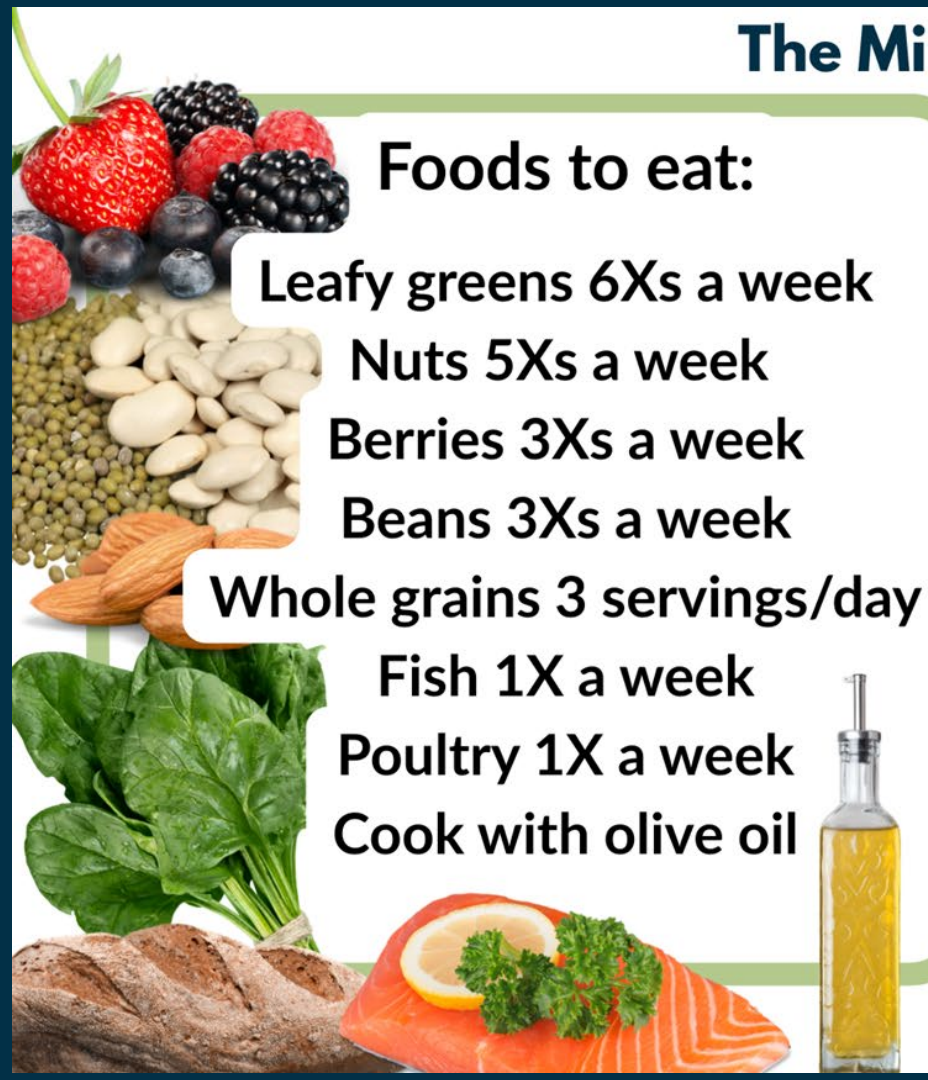 The Mi
Foods to eat:
Leafy greens 6Xs a week
Nuts 5Xs a week
Berries 3Xs a week
Beans 3Xs a week
Whole grains 3 servings/day
Fish 1X a week
Poultry 1X a week
Cook with olive oil